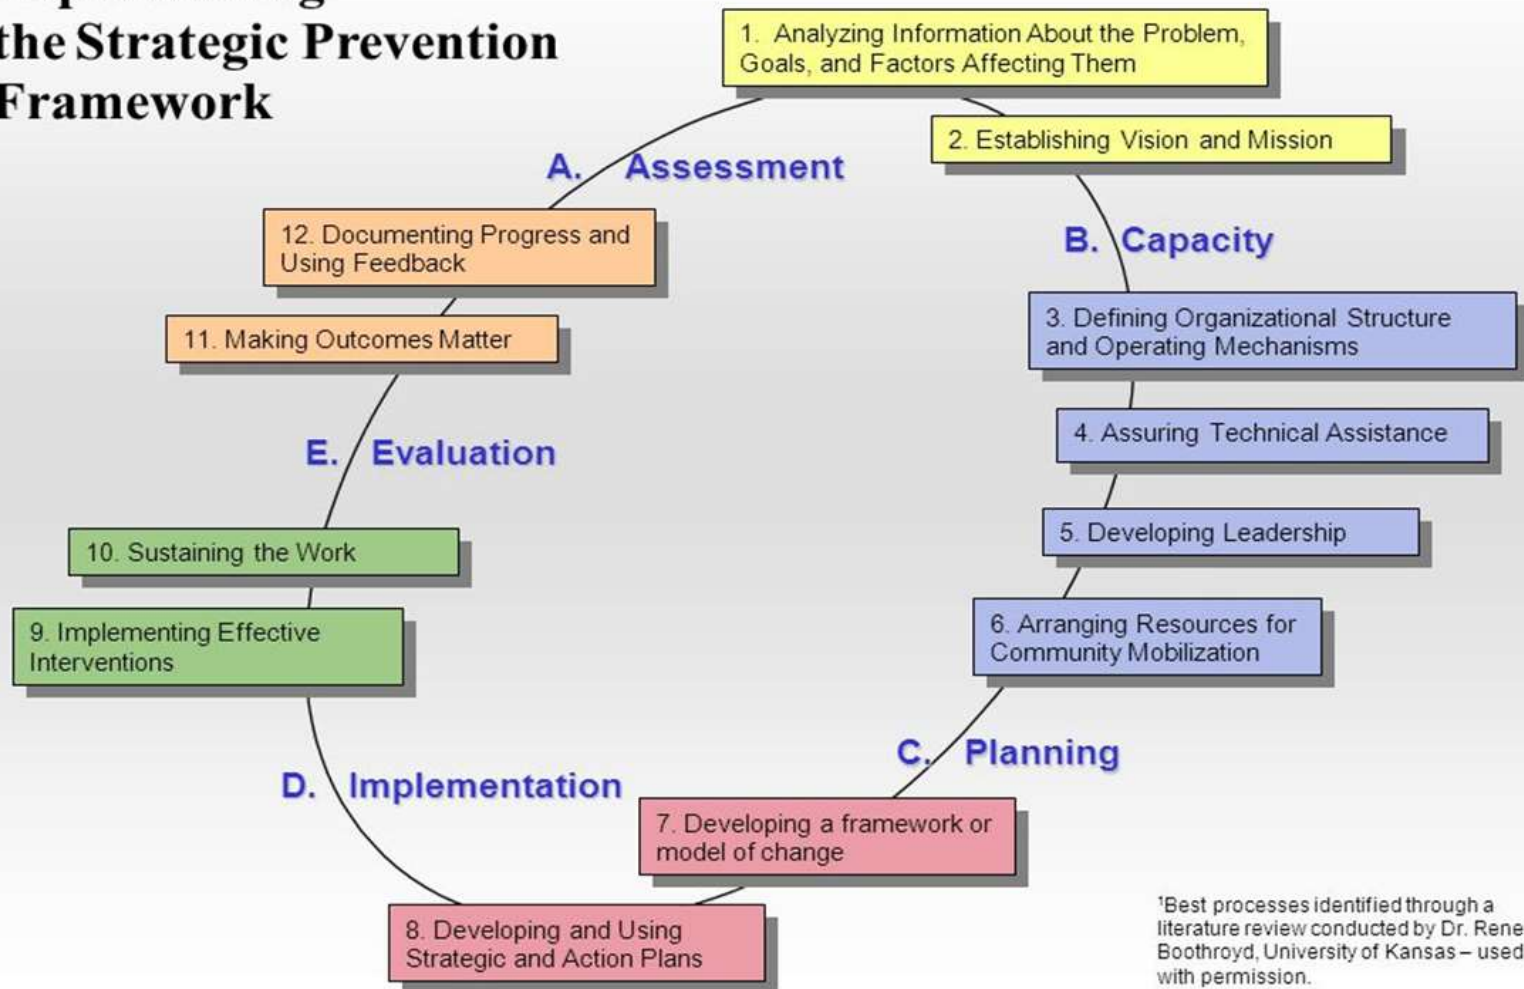 the Strategic Prevention
Framework
1. Analyzing Information About the Problem,
Goals, and Factors Affecting Them
2. Establishing Vision and Mission
A. Assessment
B. Capacity
12. Documenting Progress and
Using Feedback
3. Defining Organizational Structure
and Operating Mechanisms
11. Making Outcomes Matter
4. Assuring Technical Assistance
E. Evaluation
5. Developing Leadership
10. Sustaining the Work
6. Arranging Resources for
Community Mobilization
9. Implementing Effective
Interventions
C. Planning
D. Implementation
7. Developing a framework or
model of change
8. Developing and Using
Strategic and Action Plans
¹Best processes identified through a
literature review conducted by Dr. Rene
Boothroyd, University of Kansas – used
with permission.